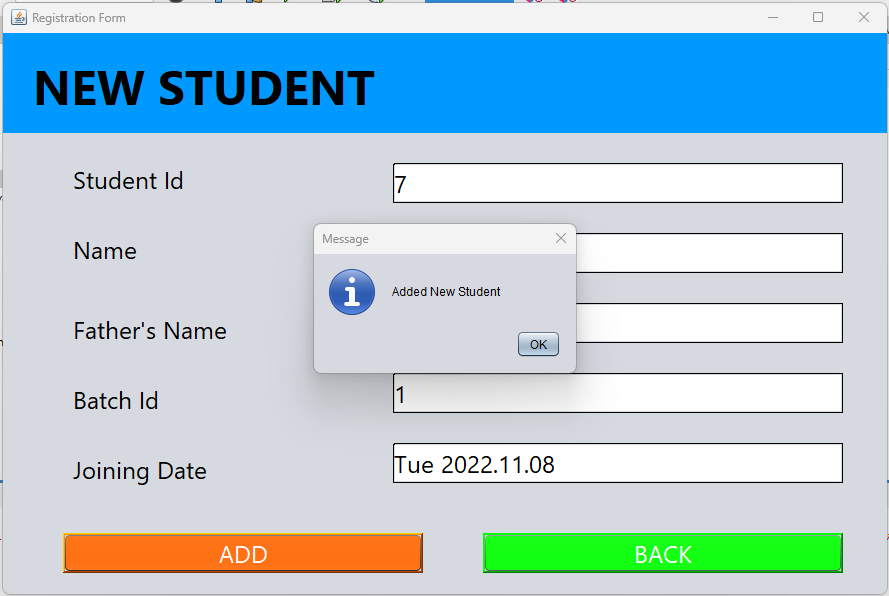 Registration Form
NEW STUDENT
Student Id
7
Name
Message
Added New Student
OK
Father's Name
Batch Id
1
Joining Date
Tue 2022.11.08
ADD
BACK